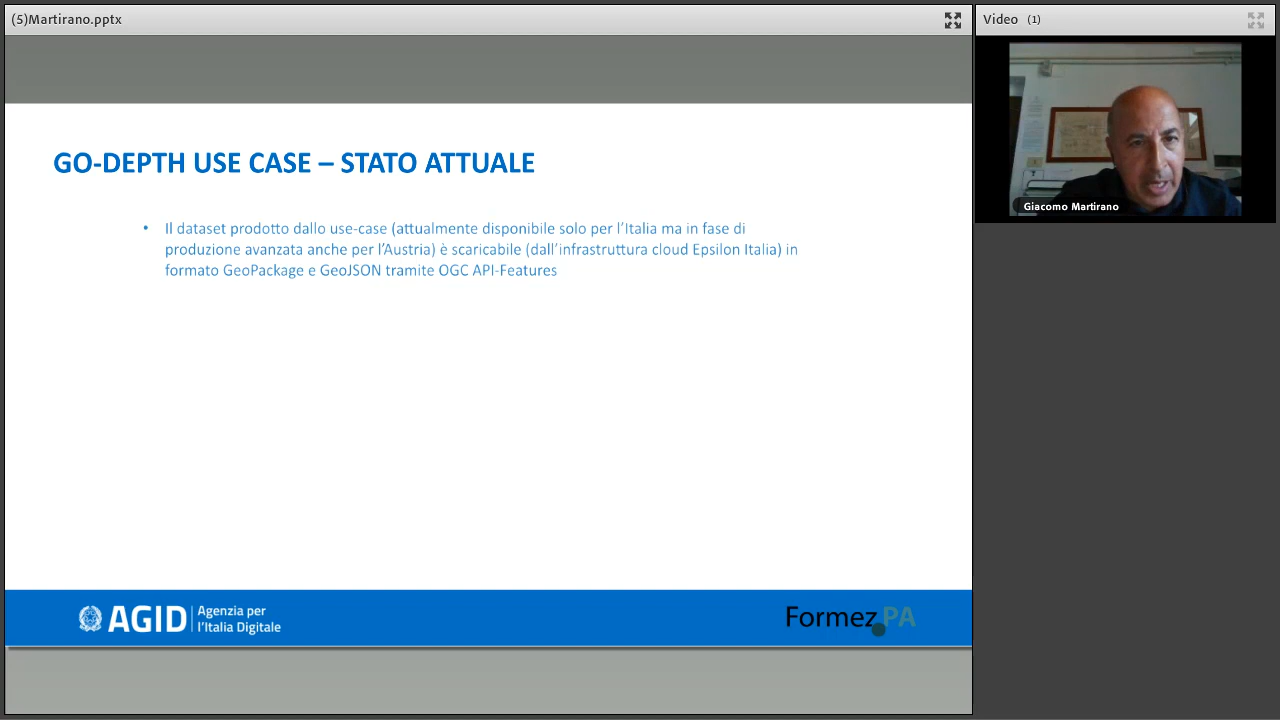 (5)Martirano.pptx
Video (1)
GO-DEPTH USE CASE – STATO ATTUALE
• Il dataset prodotto dallo use-case (attualmente disponibile solo per l'Italia ma in fase di
produzione avanzata anche per l'Austria) è scaricabile (dall'infrastruttura cloud Epsilon Italia) in
formato GeoPackage e GeoJSON tramite OGC API-Features
Giacomo Martirano
AGID
Agenzia per
l'Italia Digitale
Formez PA